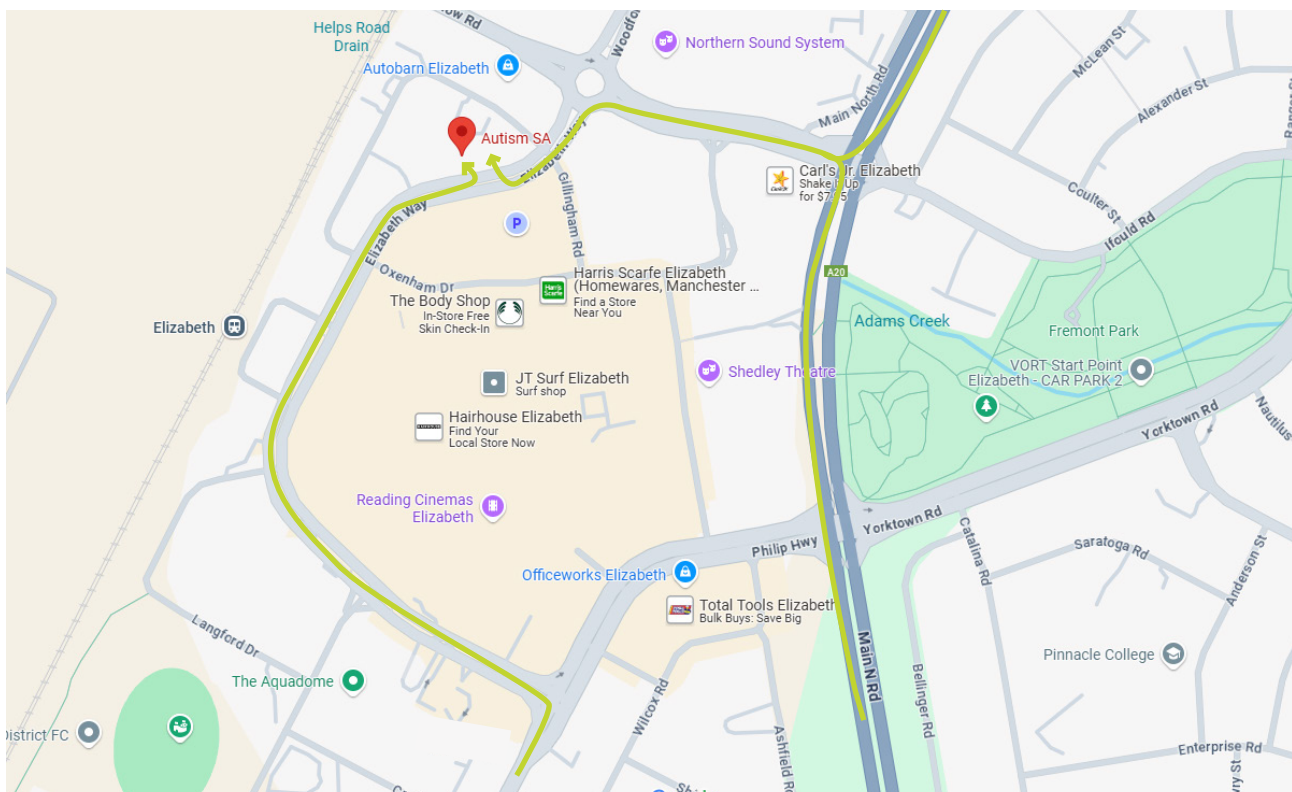 Helps Road
Drain
Northern Sound System
Autobarn Elizabeth
McLean St
Alexander St
Main North Rd
Autism SA
Elizabeth Way
Carl's Jr. Elizabeth
Shake It Up
for $7.95
Gillingham Rd
Coulter St
Ifould Rd
Elizabeth Way
P
Oxenham Dr
A20
Harris Scarfe Elizabeth
(Homewares, Manchester ...
Find a Store
Near You
The Body Shop
In-Store Free
Skin Check-In
Elizabeth
Adams Creek
Fremont Park
VORT Start Point
Elizabeth - CAR PARK 2
Shedley Theatre
JT Surf Elizabeth
Surf shop
Hairhouse Elizabeth
Find Your
Local Store Now
Yorktown Rd
Nautilus
Reading Cinemas
Elizabeth
Yorktown Rd
Philip Hwy
Catalina Rd
Saratoga Rd
Anderson St
Officeworks Elizabeth
Total Tools Elizabeth
Bulk Buys: Save Big
Langford Dr
Main N Rd
Pinnacle College
The Aquadome
Wilcox Rd
Bellinger Rd
District FC
Ashfield Rd
Enterprise Rd